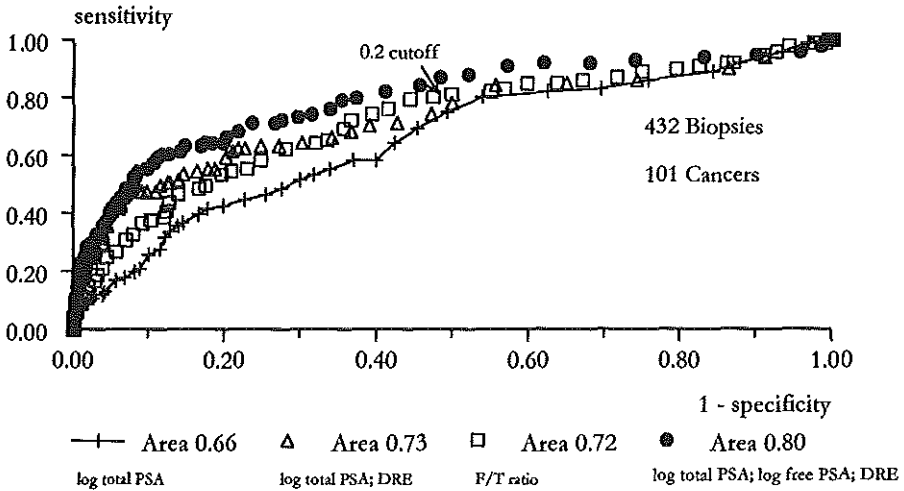 sensitivity
1.00
0.80
0.60
0.40
0.20
0.00
0.2 cutoff
432 Biopsies
101 Cancers
0.00 0.20 0.40 0.60 0.80 1.00
1 - specificity
Area 0.66 Area 0.73 Area 0.72 Area 0.80
log total PSA log total PSA; DRE F/T ratio log total PSA; log free PSA; DRE